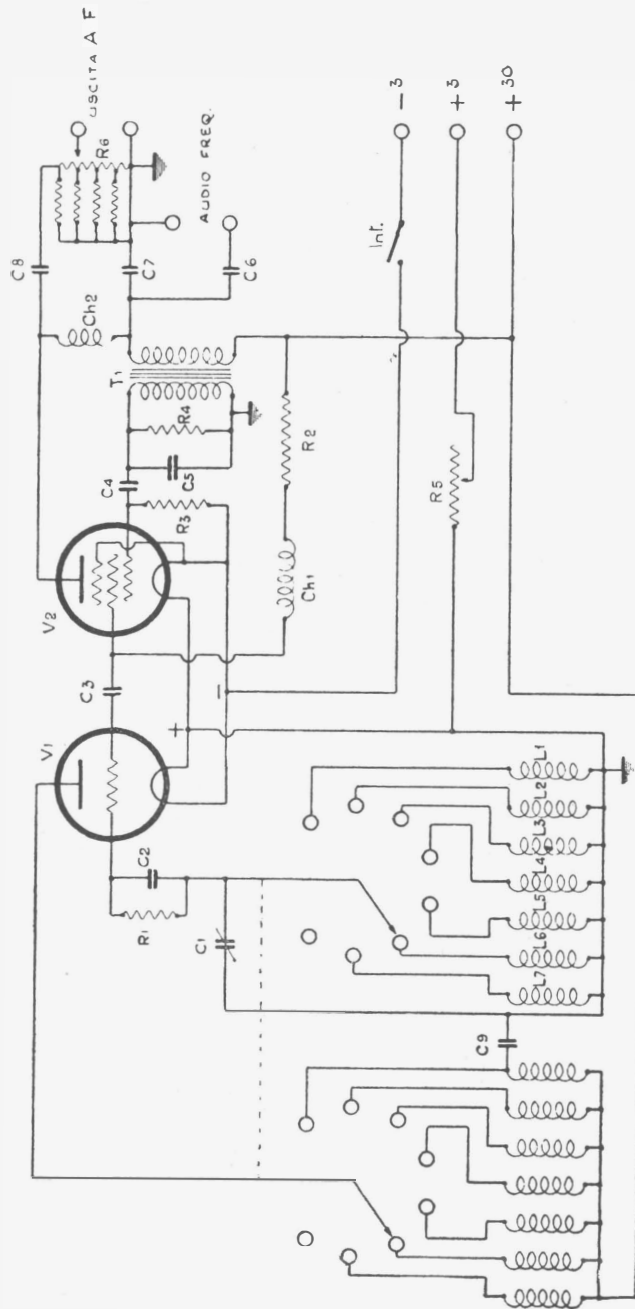 USCITA A F
R6
AUDIO FREQ.
C8
C7
C6
Ch2
T1
R4
C5
C4
R3
R2
Ch1
V2
C3
V1
+
-
C2
R1
C1
Int.
R5
- 3
+ 3
+ 30
L1
L2
L3
L4
L5
L6
L7
C9